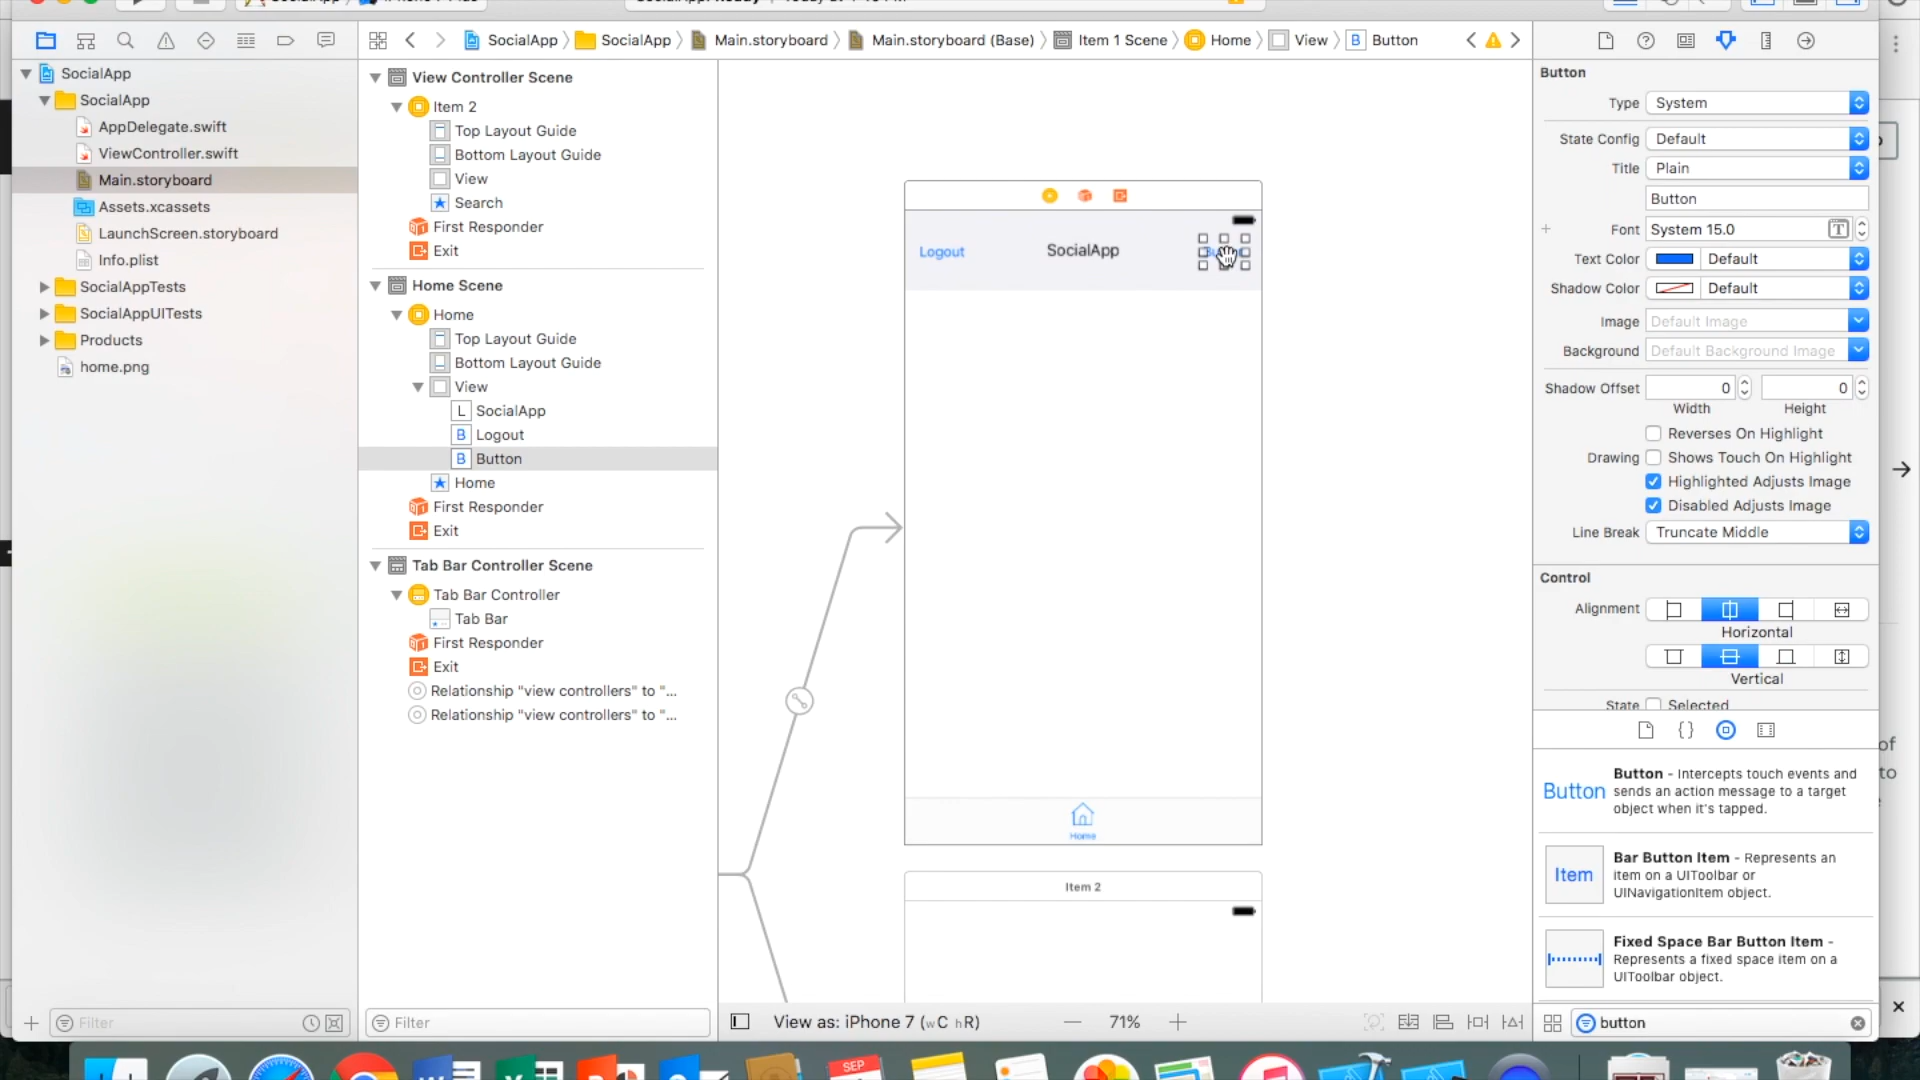 SocialApp
SocialApp
Main.storyboard
Main.storyboard (Base)
Item 1 Scene
Home
View
B Button
SocialApp
SocialApp
AppDelegate.swift
ViewController.swift
Main.storyboard
Assets.xcassets
LaunchScreen.storyboard
Info.plist
SocialAppTests
SocialAppUITests
Products
home.png
Filter
View Controller Scene
Item 2
Top Layout Guide
Bottom Layout Guide
View
Search
First Responder
Exit
Home Scene
Home
Top Layout Guide
Bottom Layout Guide
View
L SocialApp
B Logout
B Button
Home
First Responder
Exit
Tab Bar Controller Scene
Tab Bar Controller
Tab Bar
First Responder
Exit
Relationship "view controllers" to "...
Relationship "view controllers" to "...
Filter
Logout
SocialApp
Home
Item 2
View as: iPhone 7 (wC hR)
71%
Button
Type System
State Config Default
Title Plain
Button
Font System 15.0 T
Text Color Default
Shadow Color Default
Image Default Image
Background Default Background Image
Shadow Offset 0 0
Width Height
Reverses On Highlight
Drawing Shows Touch On Highlight
Highlighted Adjusts Image
Disabled Adjusts Image
Line Break Truncate Middle
Control
Alignment
Horizontal
Vertical
State Selected
Button
Button - Intercepts touch events and
sends an action message to a target
object when it's tapped.
Item
Bar Button Item - Represents an
item on a UIToolbar or
UINavigationItem object.
Fixed Space Bar Button Item -
Represents a fixed space item on a
UIToolbar object.
button
of
to
SEP